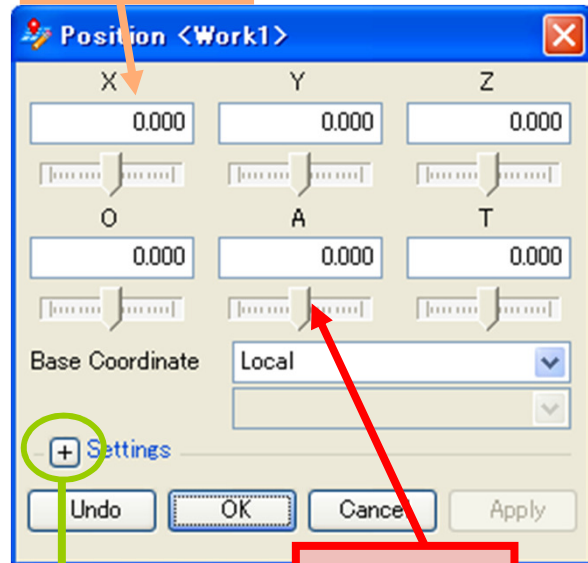 Position <Work1>
X Y Z
0.000 0.000 0.000
O A T
0.000 0.000 0.000
Base Coordinate Local
+ Settings
Undo OK Cancel Apply